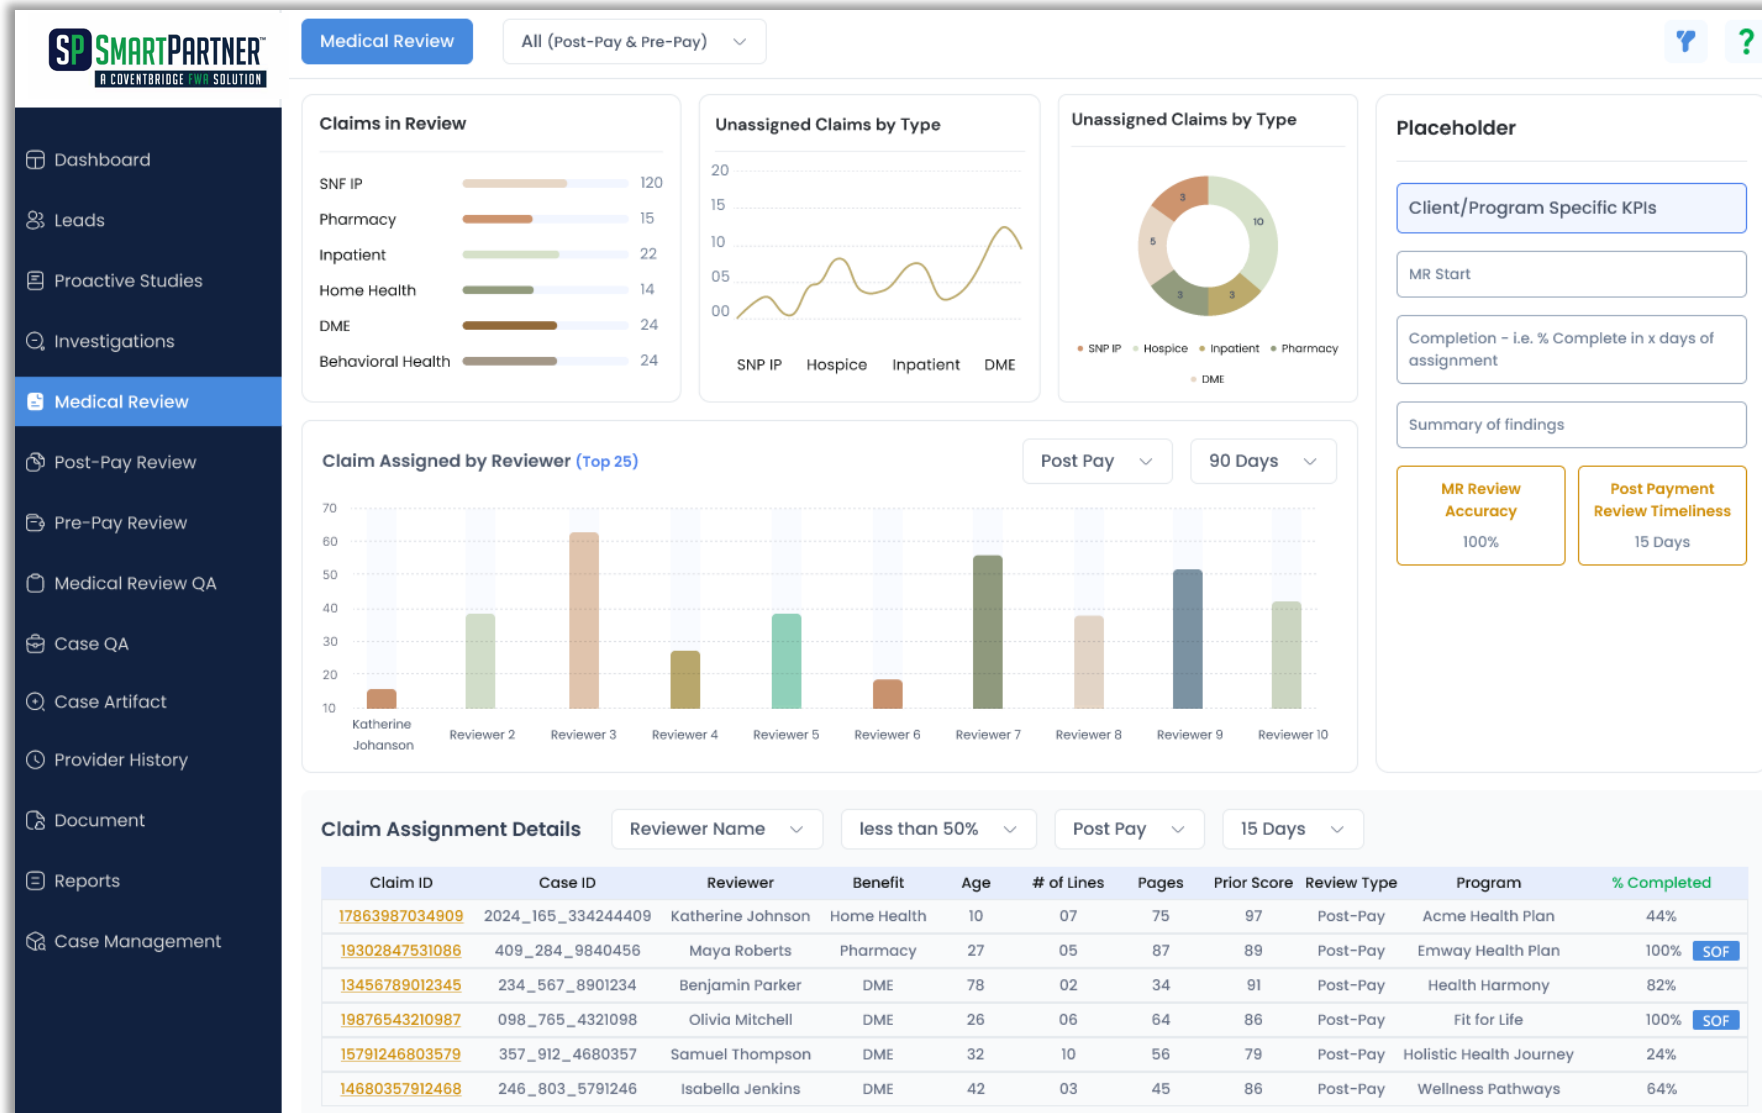 SP SMARTPARTNER™
A COVENTBRIDGE FWA SOLUTION
Dashboard
Leads
Proactive Studies
Investigations
Medical Review
Post-Pay Review
Pre-Pay Review
Medical Review QA
Case QA
Case Artifact
Provider History
Document
Reports
Case Management
Medical Review
All (Post-Pay & Pre-Pay)
?
Claims in Review
SNF IP 120
Pharmacy 15
Inpatient 22
Home Health 14
DME 24
Behavioral Health 24
Unassigned Claims by Type
20
15
10
05
00
SNP IP Hospice Inpatient DME
Unassigned Claims by Type
3
10
5
3
3
SNP IP Hospice Inpatient Pharmacy
DME
Placeholder
Client/Program Specific KPIs
MR Start
Completion - i.e. % Complete in x days of
assignment
Summary of findings
MR Review
Accuracy
100%
Post Payment
Review Timeliness
15 Days
Claim Assigned by Reviewer (Top 25)
Post Pay
90 Days
70
60
50
40
30
20
10
Katherine
Johanson
Reviewer 2
Reviewer 3
Reviewer 4
Reviewer 5
Reviewer 6
Reviewer 7
Reviewer 8
Reviewer 9
Reviewer 10
Claim Assignment Details
Reviewer Name
less than 50%
Post Pay
15 Days
Claim ID Case ID Reviewer Benefit Age # of Lines Pages Prior Score Review Type Program % Completed
17863987034909 2024_165_334244409 Katherine Johnson Home Health 10 07 75 97 Post-Pay Acme Health Plan 44%
19302847531086 409_284_9840456 Maya Roberts Pharmacy 27 05 87 89 Post-Pay Emway Health Plan 100% SOF
13456789012345 234_567_8901234 Benjamin Parker DME 78 02 34 91 Post-Pay Health Harmony 82%
19876543210987 098_765_4321098 Olivia Mitchell DME 26 06 64 86 Post-Pay Fit for Life 100% SOF
15791246803579 357_912_4680357 Samuel Thompson DME 32 10 56 79 Post-Pay Holistic Health Journey 24%
14680357912468 246_803_5791246 Isabella Jenkins DME 42 03 45 86 Post-Pay Wellness Pathways 64%